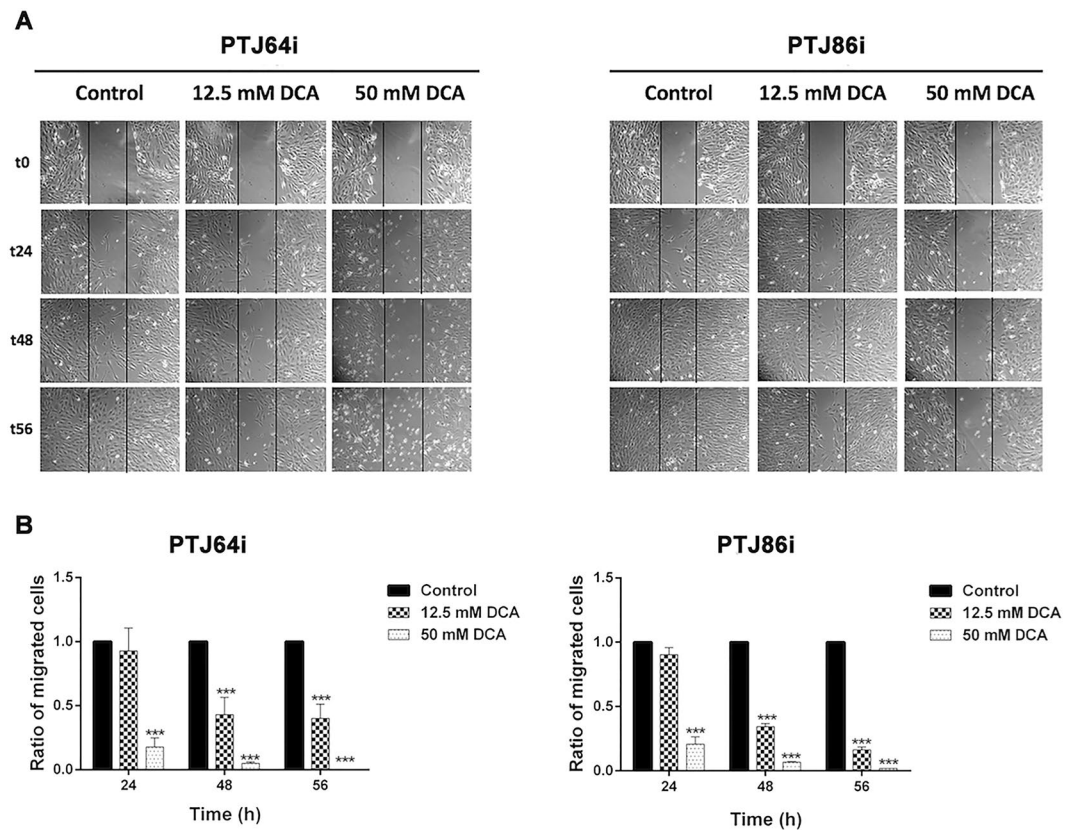 A
PTJ64i
PTJ86i
Control 12.5 mM DCA 50 mM DCA
Control 12.5 mM DCA 50 mM DCA
t0
t24
t48
t56
B
PTJ64i
Ratio of migrated cells
1.5
1.0
0.5
0.0
***
***
***
***
***
24 48 56
Time (h)
Control
12.5 mM DCA
50 mM DCA
PTJ86i
Ratio of migrated cells
1.5
1.0
0.5
0.0
***
***
***
***
***
24 48 56
Time (h)
Control
12.5 mM DCA
50 mM DCA